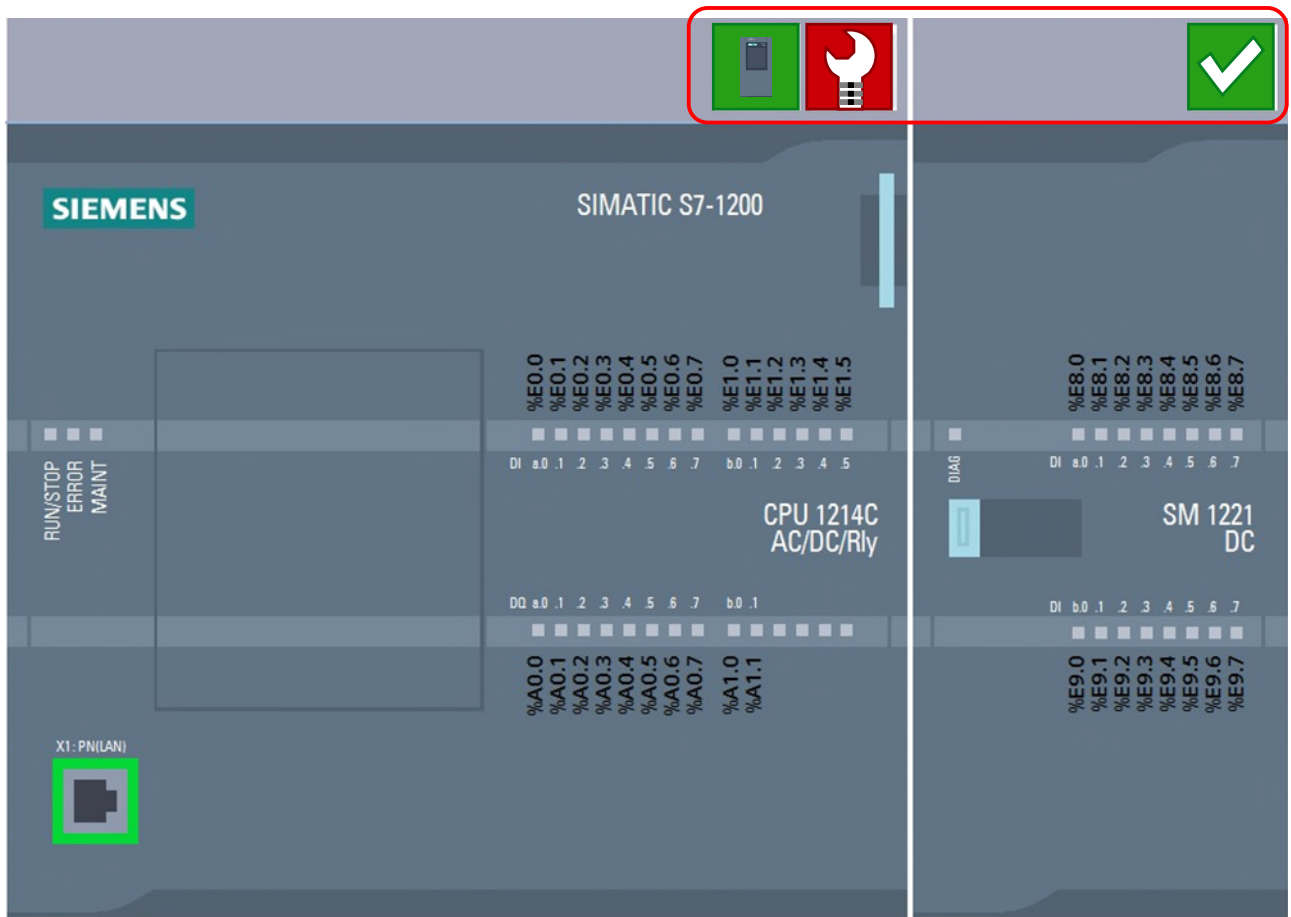 SIEMENS
SIMATIC S7-1200
%E0.0 %E0.1 %E0.2 %E0.3 %E0.4 %E0.5 %E0.6 %E0.7 %E1.0 %E1.1 %E1.2 %E1.3 %E1.4 %E1.5
DI a.0 .1 .2 .3 .4 .5 .6 .7 b.0 .1 .2 .3 .4 .5
RUN/STOP
ERROR
MAINT
CPU 1214C
AC/DC/Rly
DQ a.0 .1 .2 .3 .4 .5 .6 .7 b.0 .1
%A0.0 %A0.1 %A0.2 %A0.3 %A0.4 %A0.5 %A0.6 %A0.7 %A1.0 %A1.1
X1: PN(LAN)
%E8.0 %E8.1 %E8.2 %E8.3 %E8.4 %E8.5 %E8.6 %E8.7
DI a.0 .1 .2 .3 .4 .5 .6 .7
DIAG
SM 1221
DC
DI b.0 .1 .2 .3 .4 .5 .6 .7
%E9.0 %E9.1 %E9.2 %E9.3 %E9.4 %E9.5 %E9.6 %E9.7